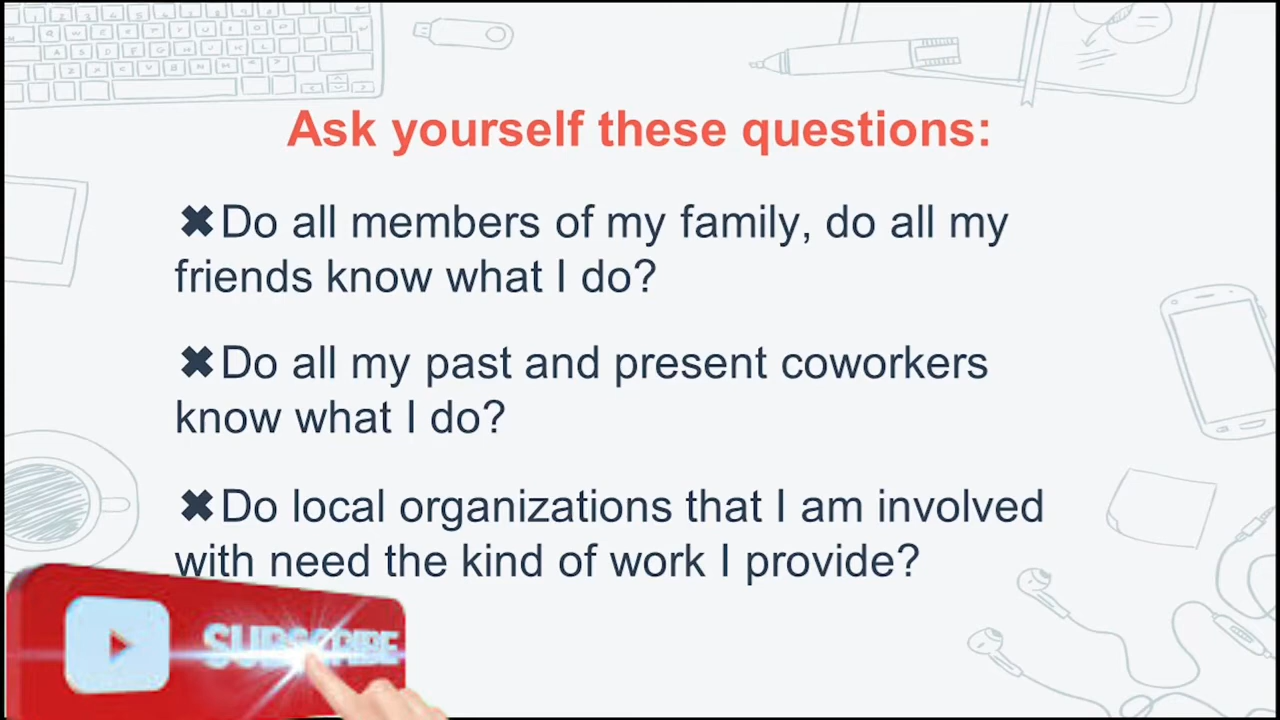 Ask yourself these questions:
✖Do all members of my family, do all my
friends know what I do?
✖Do all my past and present coworkers
know what I do?
✖Do local organizations that I am involved
with need the kind of work I provide?
SUBSCRIBE